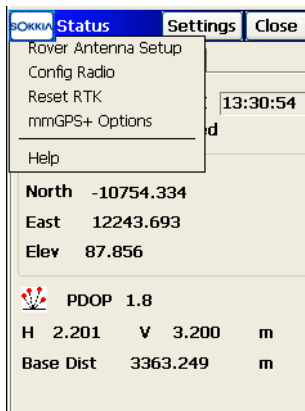 SOKKIA Status Settings Close
Rover Antenna Setup
Config Radio
Reset RTK
mmGPS+ Options
Help
13:30:54
North -10754.334
East 12243.693
Elev 87.856
PDOP 1.8
H 2.201 V 3.200 m
Base Dist 3363.249 m